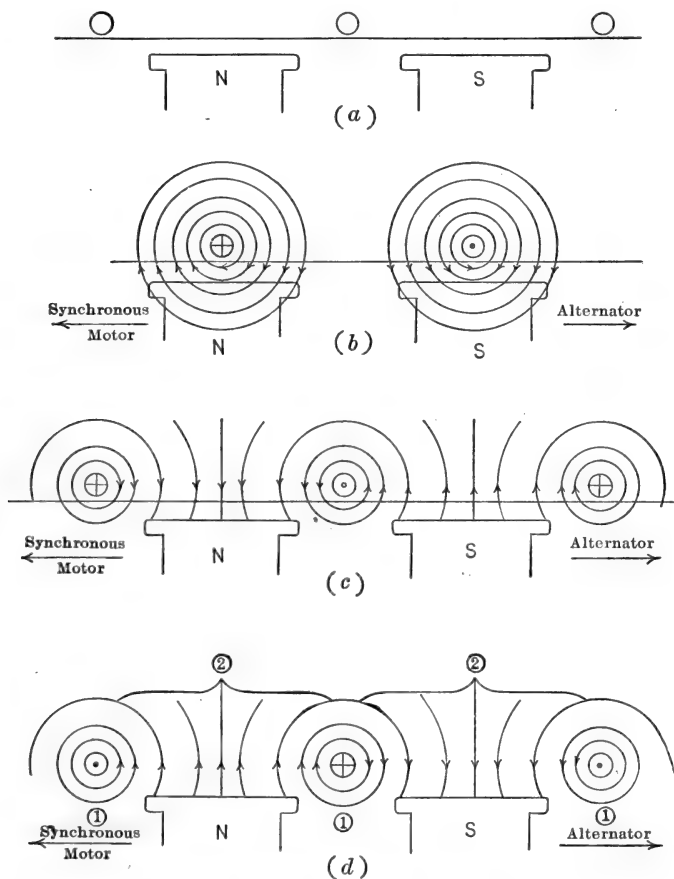 N S
(a)
Synchronous Alternator
Motor
N S
(b)
Synchronous Alternator
Motor
N S
(c)
② ②
① ① ①
Synchronous Alternator
Motor
N S
(d)